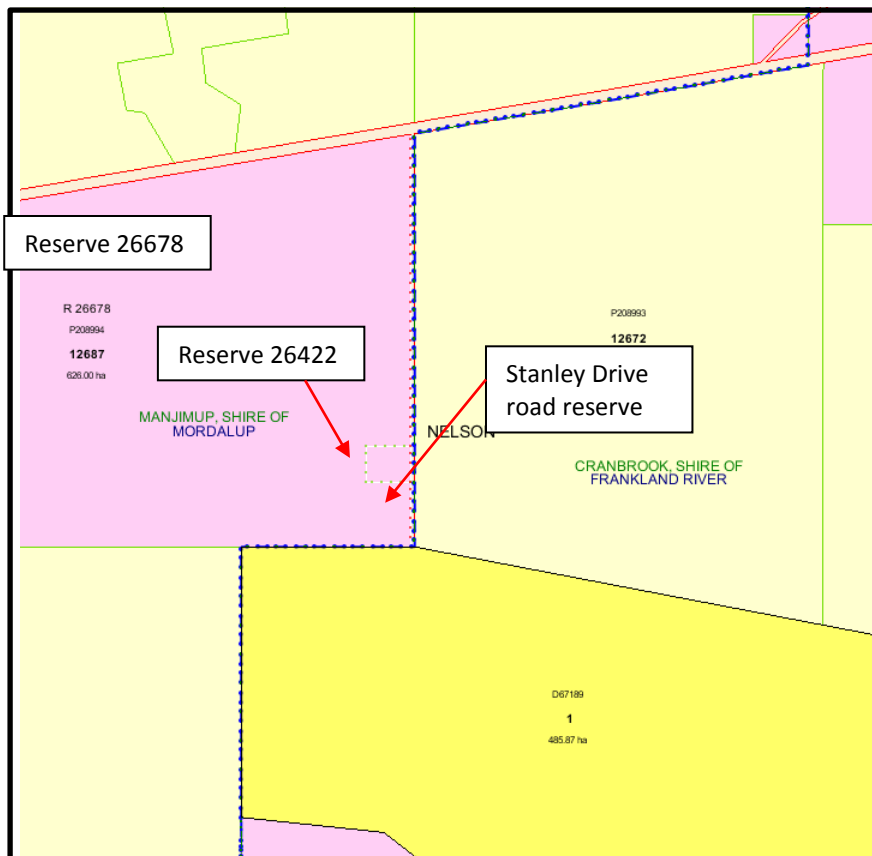 Reserve 26678
R 26678
P208994
12687
626.00 ha
P208993
12672
Reserve 26422
Stanley Drive
road reserve
MANJIMUP, SHIRE OF
MORDALUP
NELSON
CRANBROOK, SHIRE OF
FRANKLAND RIVER
D67189
1
485.87 ha